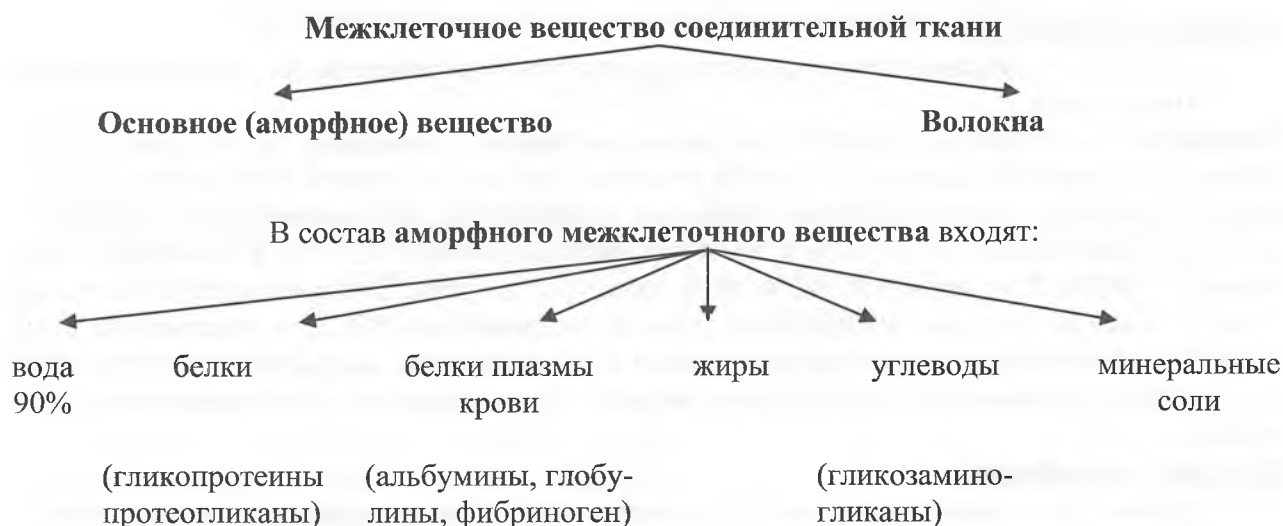 Межклеточное вещество соединительной ткани
Основное (аморфное) вещество Волокна
В состав аморфного межклеточного вещества входят:
вода белки белки плазмы жиры углеводы минеральные
90% крови соли
(гликопротеины (альбумины, глобу- (гликозамино-
протеогликаны) лины, фибриноген) гликаны)